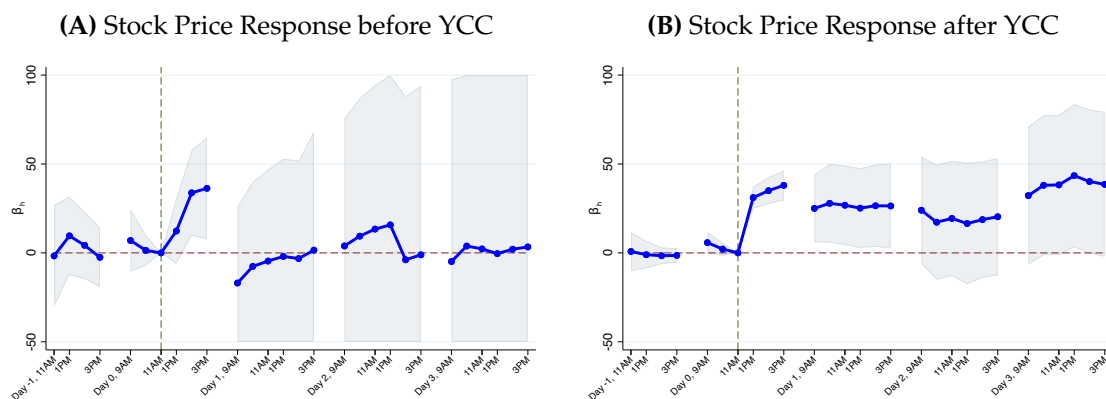 (A) Stock Price Response before YCC
100
50
βh
0
-50
Day -1, 11AM
1PM
3PM
Day 0, 9AM
11AM
1PM
3PM
Day 1, 9AM
11AM
1PM
3PM
Day 2, 9AM
11AM
1PM
3PM
Day 3, 9AM
11AM
1PM
3PM
(B) Stock Price Response after YCC
100
50
βh
0
-50
Day -1, 11AM
1PM
3PM
Day 0, 9AM
11AM
1PM
3PM
Day 1, 9AM
11AM
1PM
3PM
Day 2, 9AM
11AM
1PM
3PM
Day 3, 9AM
11AM
1PM
3PM